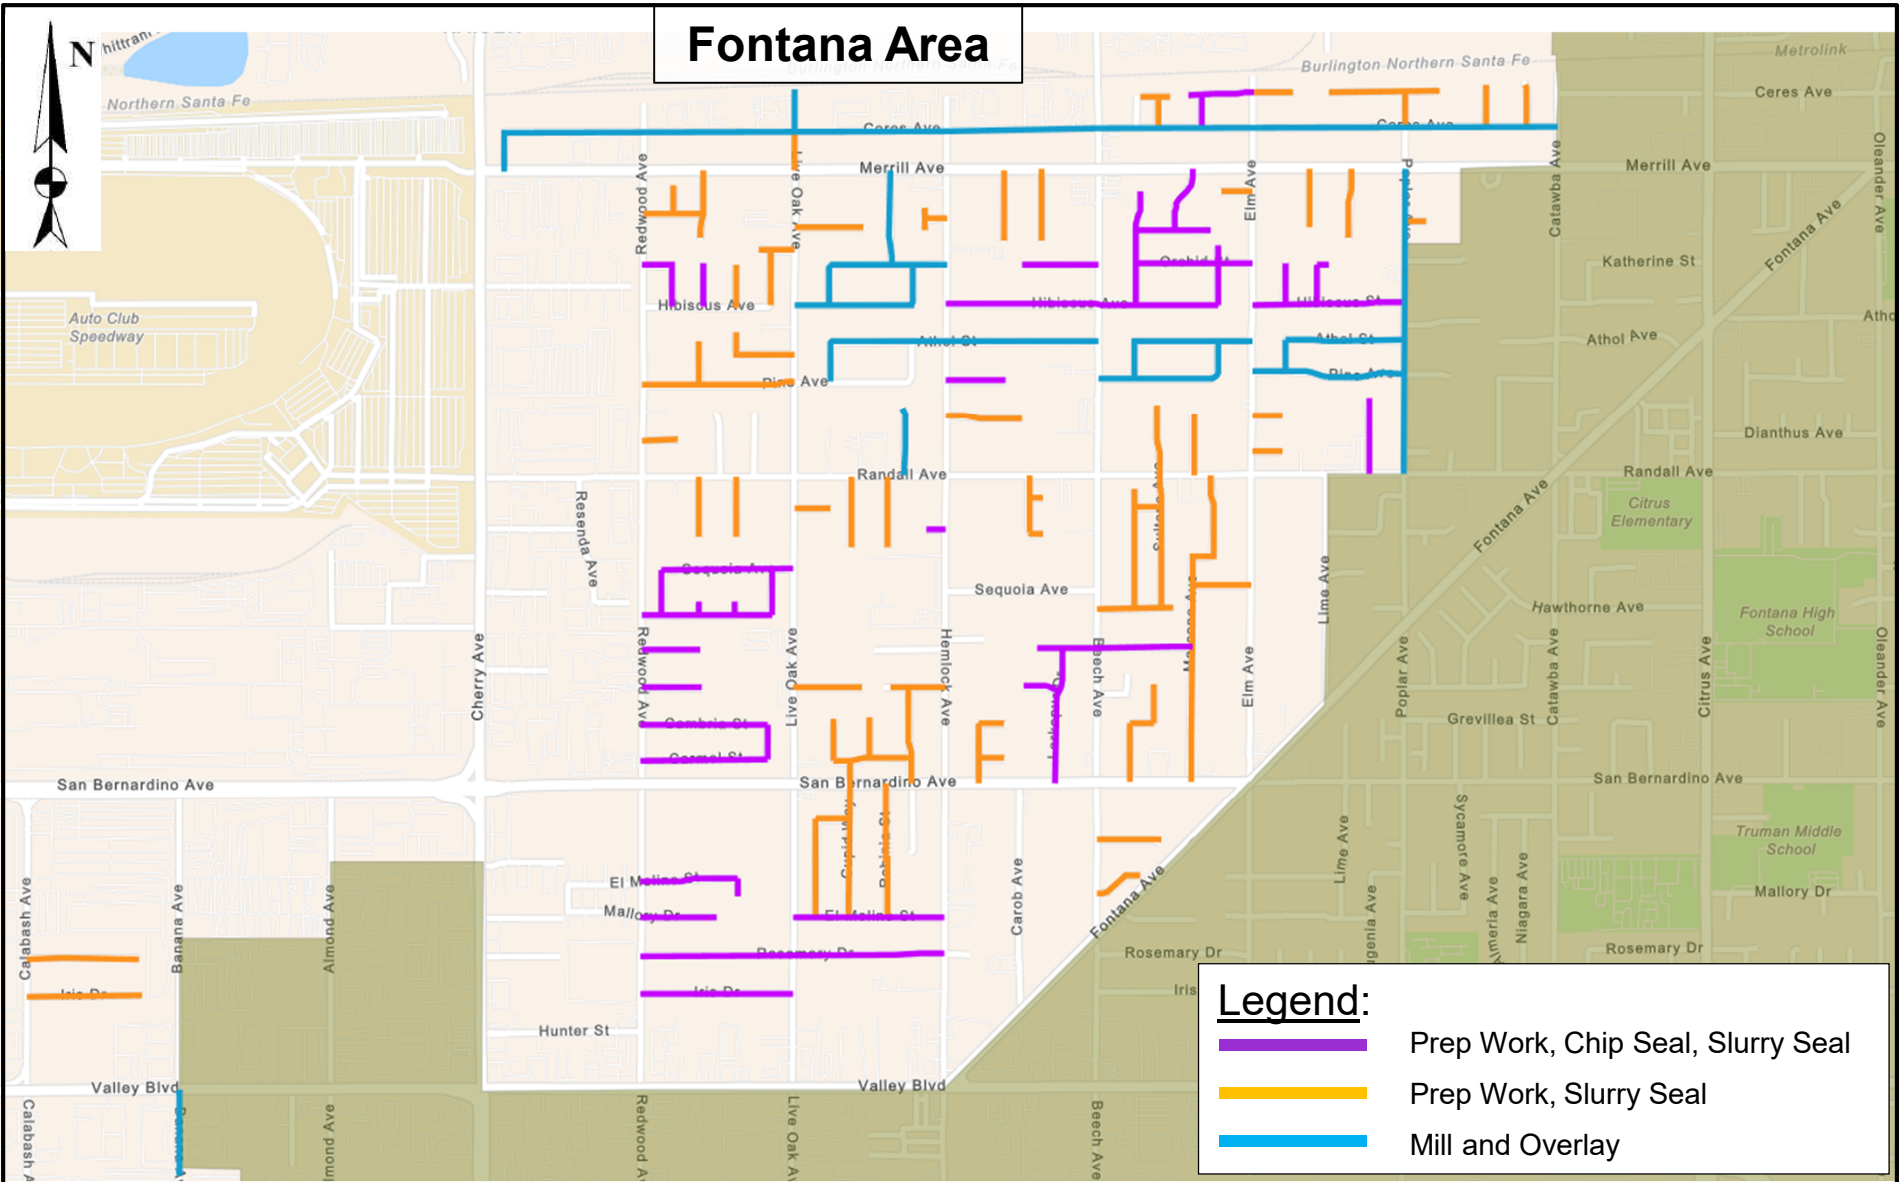 Fontana Area
N
Burlington Northern Santa Fe
Metrolink
Northern Santa Fe
Ceres Ave
Ceres Ave
Ceres Ave
Merrill Ave
Merrill Ave
Redwood Ave
Live Oak Ave
Elm Ave
Poplar Ave
Catawba Ave
Oleander Ave
Fontana Ave
Orchid St
Katherine St
Hibiscus Ave
Hibiscus Ave
Hibiscus St
Auto Club
Speedway
Athol St
Athol St
Athol Ave
Pine Ave
Pine Ave
Dianthus Ave
Randall Ave
Randall Ave
Resenda Ave
Citrus
Elementary
Fontana Ave
Sequoia Ave
Sequoia Ave
Lime Ave
Hawthorne Ave
Fontana High
School
Cherry Ave
Redwood Ave
Live Oak Ave
Hemlock Ave
Beech Ave
Elm Ave
Poplar Ave
Catawba Ave
Citrus Ave
Oleander Ave
Grevillea St
Cambria St
Carmel St
San Bernardino Ave
San Bernardino Ave
San Bernardino Ave
Truman Middle
School
Lime Ave
Sycamore Ave
Niagara Ave
Almeria Ave
El Molino St
Mallory Dr
El Molino St
Mallory Dr
Calabash Ave
Banana Ave
Almond Ave
Carob Ave
Fontana Ave
Rosemary Dr
Rosemary Dr
Rosemary Dr
Iris Dr
Iris Dr
Iris
Hunter St
Valley Blvd
Valley Blvd
Redwood
Live Oak
Beech Ave
Legend:
Prep Work, Chip Seal, Slurry Seal
Prep Work, Slurry Seal
Mill and Overlay